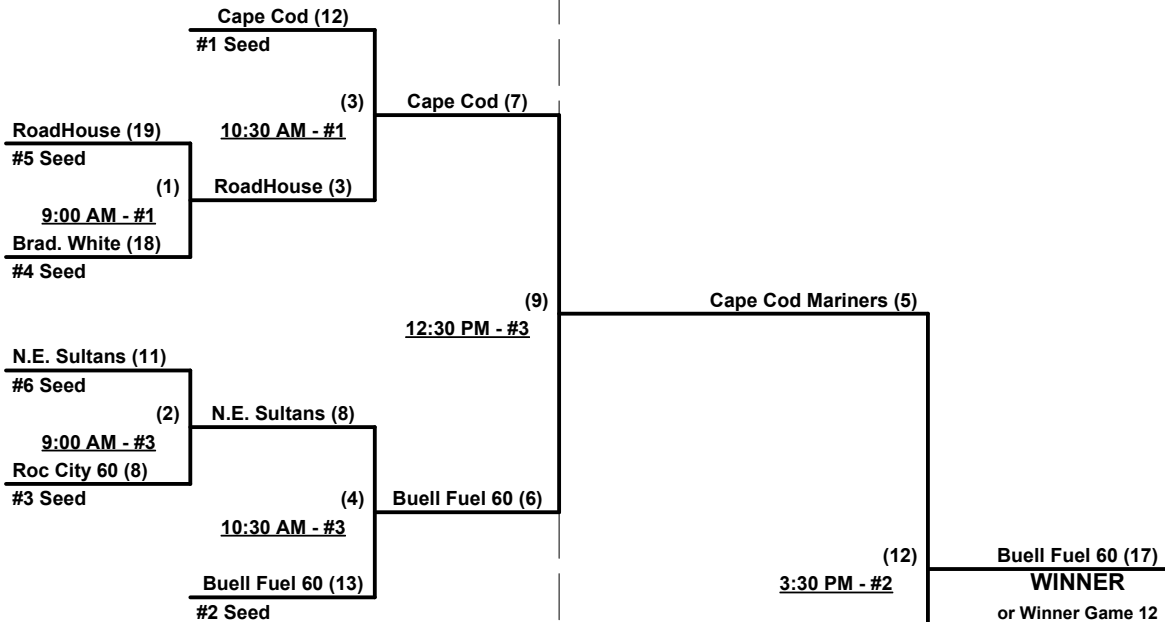 Cape Cod (12)
#1 Seed
(3)
Cape Cod (7)
10:30 AM - #1
RoadHouse (19)
#5 Seed
(1)
RoadHouse (3)
9:00 AM - #1
Brad. White (18)
#4 Seed
(9)
Cape Cod Mariners (5)
12:30 PM - #3
N.E. Sultans (11)
#6 Seed
(2)
N.E. Sultans (8)
9:00 AM - #3
Roc City 60 (8)
#3 Seed
(4)
Buell Fuel 60 (6)
10:30 AM - #3
(12)
Buell Fuel 60 (17)
Buell Fuel 60 (13)
3:30 PM - #2
WINNER
#2 Seed
or Winner Game 12